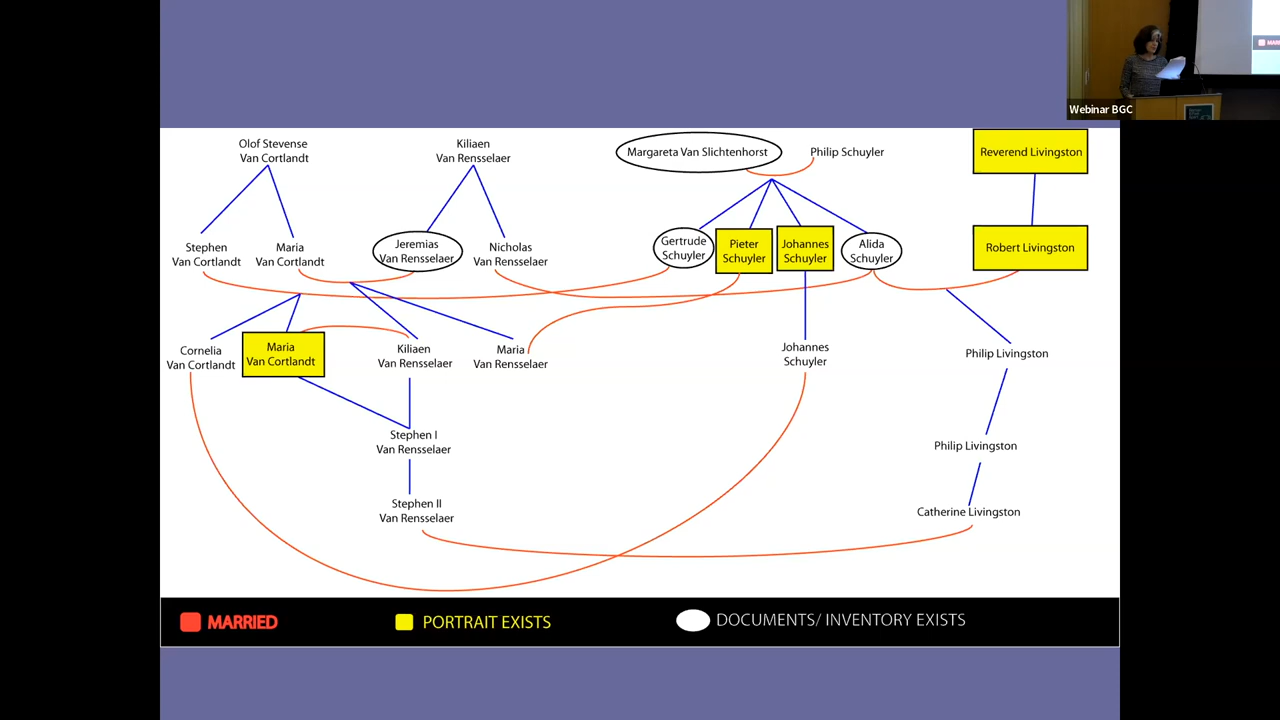 Webinar BGC
Olof Stevense
Van Cortlandt
Kiliaen
Van Rensselaer
Margareta Van Slichtenhorst
Philip Schuyler
Reverend Livingston
Stephen
Van Cortlandt
Maria
Van Cortlandt
Jeremias
Van Rensselaer
Nicholas
Van Rensselaer
Gertrude
Schuyler
Pieter
Schuyler
Johannes
Schuyler
Alida
Schuyler
Robert Livingston
Cornelia
Van Cortlandt
Maria
Van Cortlandt
Kiliaen
Van Rensselaer
Maria
Van Rensselaer
Johannes
Schuyler
Philip Livingston
Stephen I
Van Rensselaer
Philip Livingston
Stephen II
Van Rensselaer
Catherine Livingston
MARRIED
PORTRAIT EXISTS
DOCUMENTS/ INVENTORY EXISTS